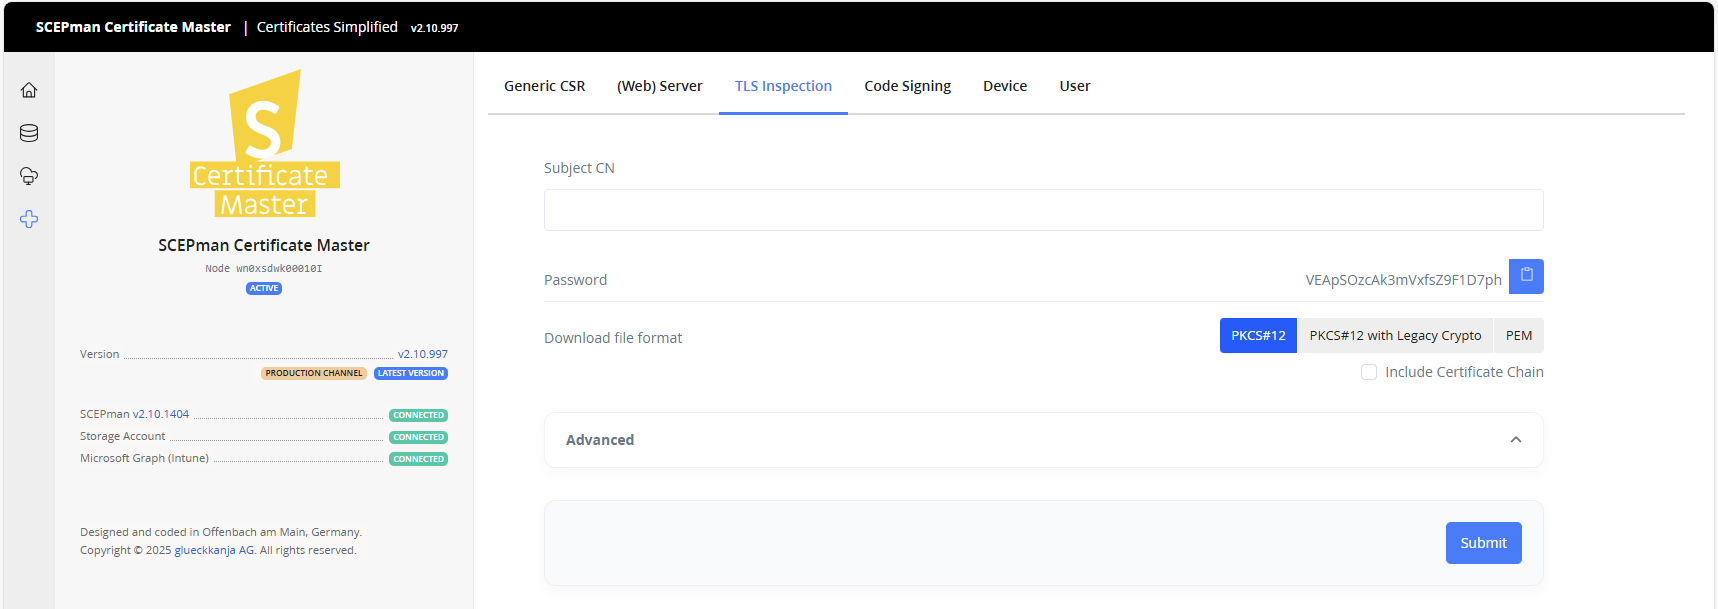 SCEPman Certificate Master | Certificates Simplified v2.10.997
S
Certificate
Master
SCEPman Certificate Master
Node wn0xsdwk00010I
ACTIVE
Version v2.10.997
PRODUCTION CHANNEL LATEST VERSION
SCEPman v2.10.1404 CONNECTED
Storage Account CONNECTED
Microsoft Graph (Intune) CONNECTED
Designed and coded in Offenbach am Main, Germany.
Copyright © 2025 glueckkanja AG. All rights reserved.
Generic CSR (Web) Server TLS Inspection Code Signing Device User
Subject CN
Password VEApSOzcAk3mVxfsZ9F1D7ph
Download file format PKCS#12 PKCS#12 with Legacy Crypto PEM
Include Certificate Chain
Advanced
Submit